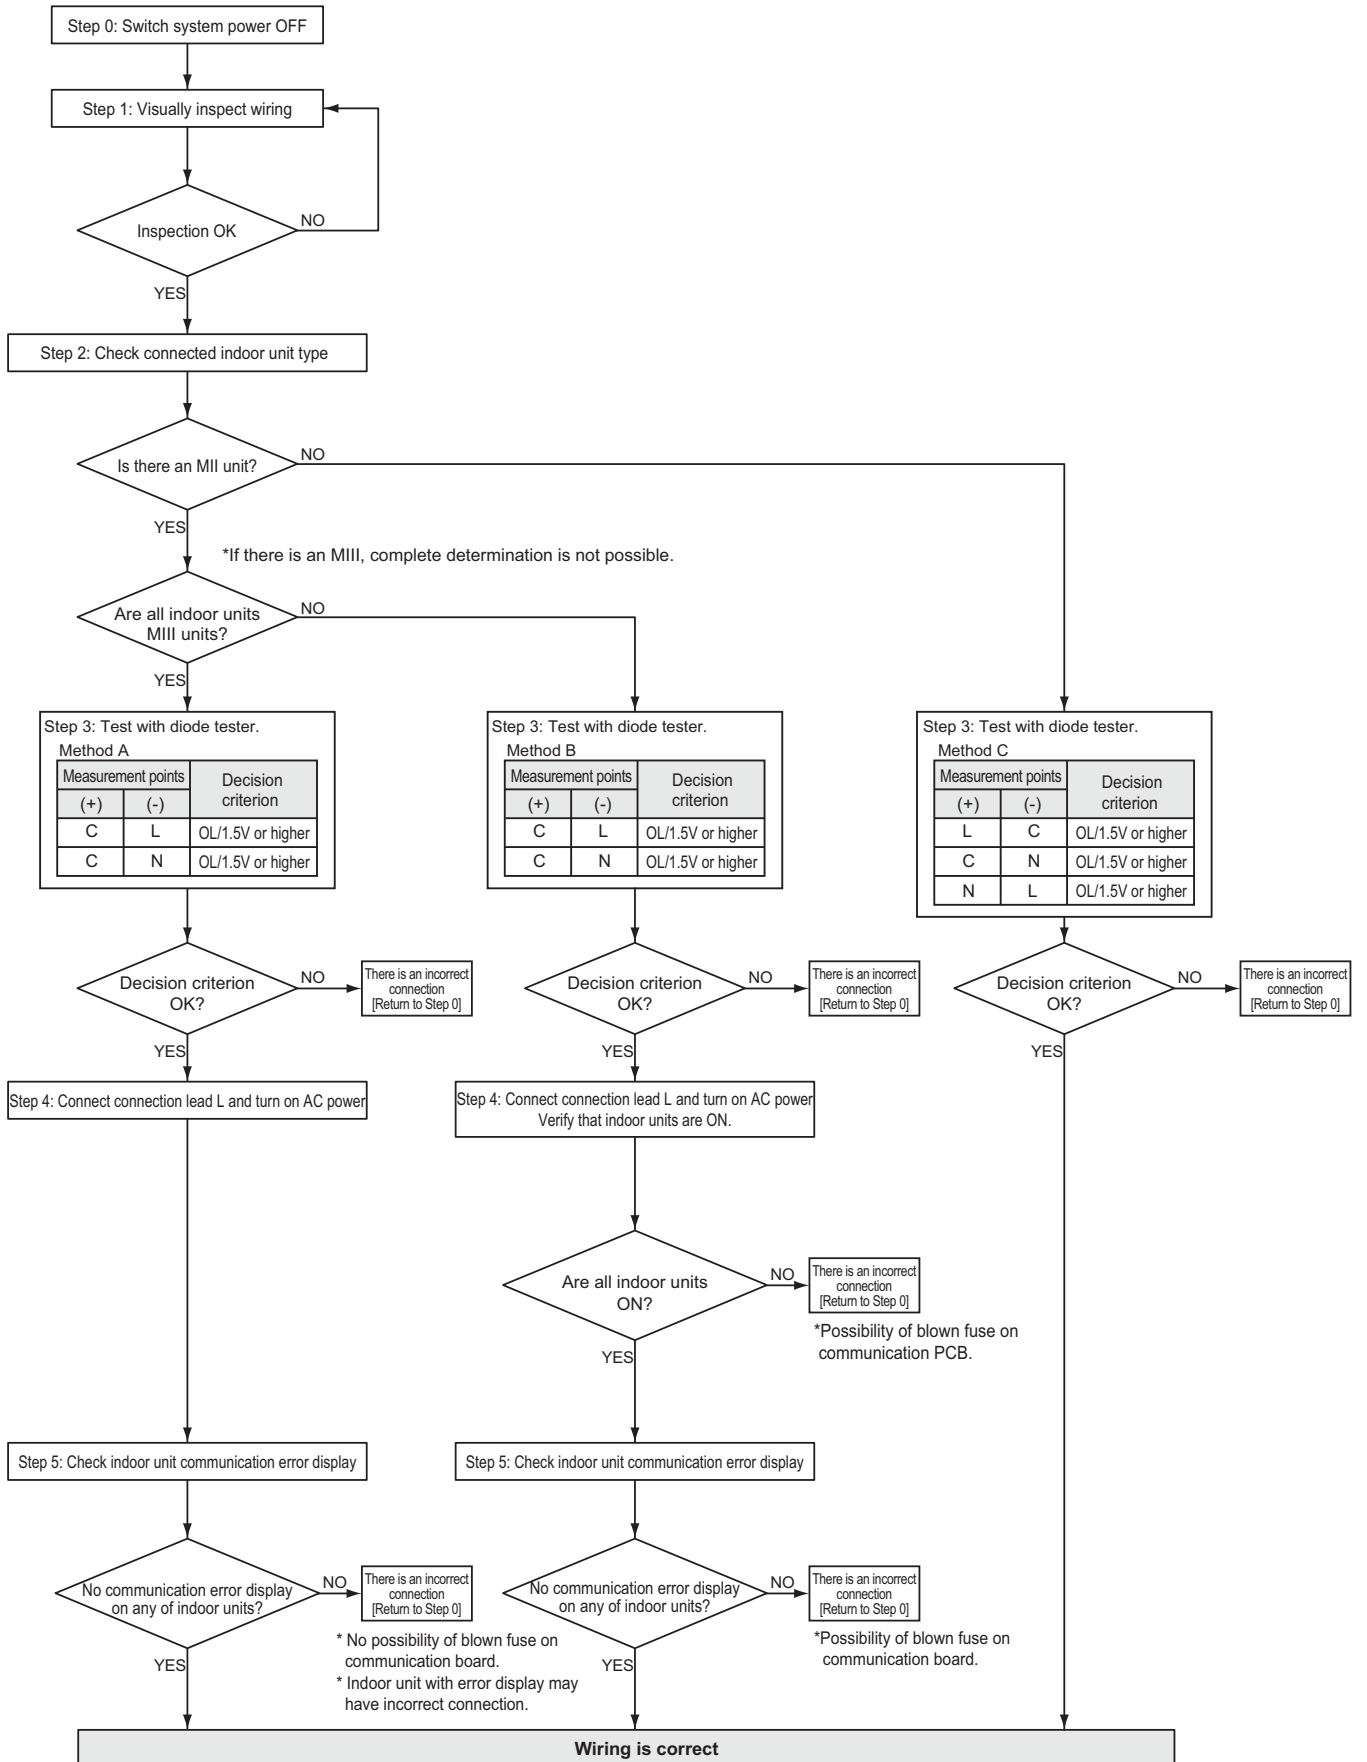 Step 0: Switch system power OFF
Step 1: Visually inspect wiring
Inspection OK
NO
YES
Step 2: Check connected indoor unit type
Is there an MII unit?
NO
YES
*If there is an MIII, complete determination is not possible.
Are all indoor units
MIII units?
NO
YES
Step 3: Test with diode tester.
Method A
Measurement points
Decision
criterion
(+) (-)
C L OL/1.5V or higher
C N OL/1.5V or higher
Step 3: Test with diode tester.
Method B
Measurement points
Decision
criterion
(+) (-)
C L OL/1.5V or higher
C N OL/1.5V or higher
Step 3: Test with diode tester.
Method C
Measurement points
Decision
criterion
(+) (-)
L C OL/1.5V or higher
C N OL/1.5V or higher
N L OL/1.5V or higher
Decision criterion
OK?
NO
There is an incorrect
connection
[Return to Step 0]
YES
Decision criterion
OK?
NO
There is an incorrect
connection
[Return to Step 0]
YES
Decision criterion
OK?
NO
There is an incorrect
connection
[Return to Step 0]
YES
Step 4: Connect connection lead L and turn on AC power
Step 4: Connect connection lead L and turn on AC power
Verify that indoor units are ON.
Are all indoor units
ON?
NO
There is an incorrect
connection
[Return to Step 0]
*Possibility of blown fuse on
communication PCB.
YES
Step 5: Check indoor unit communication error display
Step 5: Check indoor unit communication error display
No communication error display
on any of indoor units?
NO
There is an incorrect
connection
[Return to Step 0]
* No possibility of blown fuse on
communication board.
* Indoor unit with error display may
have incorrect connection.
YES
No communication error display
on any of indoor units?
NO
There is an incorrect
connection
[Return to Step 0]
*Possibility of blown fuse on
communication board.
YES
Wiring is correct